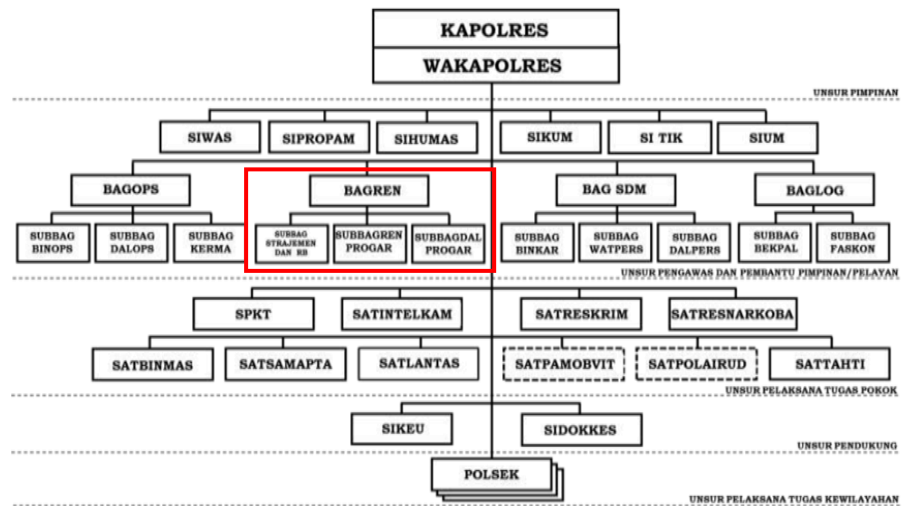 KAPOLRES
WAKAPOLRES
UNSUR PIMPINAN
SIWAS
SIPROPAM
SIHUMAS
SIKUM
SI TIK
SIUM
BAGOPS
BAGREN
BAG SDM
BAGLOG
SUBBAG
BINOPS
SUBBAG
DALOPS
SUBBAG
KERMA
SUBBAG
STRAJEMEN
DAN RB
SUBBAGREN
PROGAR
SUBBAGDAL
PROGAR
SUBBAG
BINKAR
SUBBAG
WATPERS
SUBBAG
DALPERS
SUBBAG
BEKPAL
SUBBAG
FASKON
UNSUR PENGAWAS DAN PEMBANTU PIMPINAN/PELAYAN
SPKT
SATINTELKAM
SATRESKRIM
SATRESNARKOBA
SATBINMAS
SATSAMAPTA
SATLANTAS
SATPAMOBVIT
SATPOLAIRUD
SATTAHTI
UNSUR PELAKSANA TUGAS POKOK
SIKEU
SIDOKKES
UNSUR PENDUKUNG
POLSEK
UNSUR PELAKSANA TUGAS KEWILAYAHAN